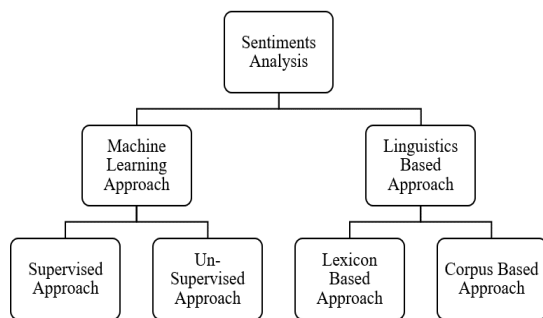 Sentiments
Analysis
Machine
Learning
Approach
Linguistics
Based
Approach
Supervised
Approach
Un-
Supervised
Approach
Lexicon
Based
Approach
Corpus Based
Approach